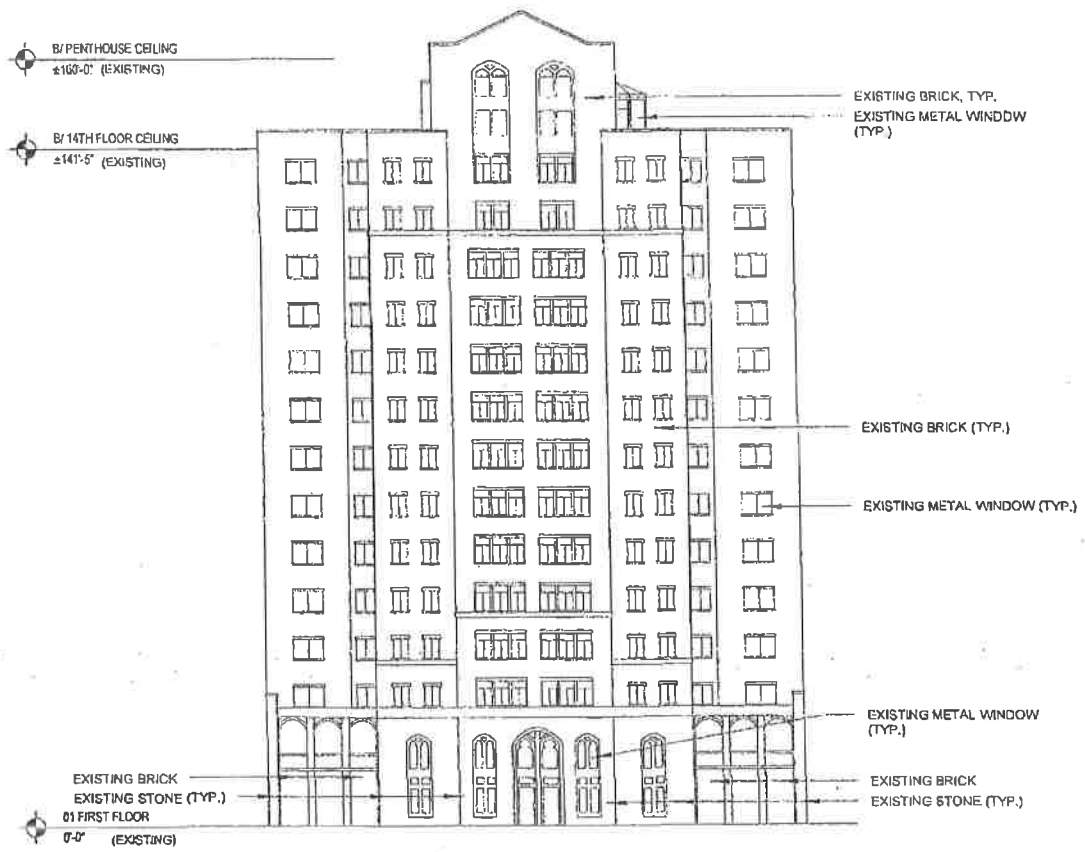 B/ PENTHOUSE CEILING
±160'-0" (EXISTING)
EXISTING BRICK, TYP.
EXISTING METAL WINDOW
(TYP.)
B/ 14TH FLOOR CEILING
±141'-5" (EXISTING)
EXISTING BRICK (TYP.)
EXISTING METAL WINDOW (TYP.)
EXISTING METAL WINDOW
(TYP.)
EXISTING BRICK
EXISTING STONE (TYP.)
EXISTING BRICK
EXISTING STONE (TYP.)
01 FIRST FLOOR
0'-0" (EXISTING)